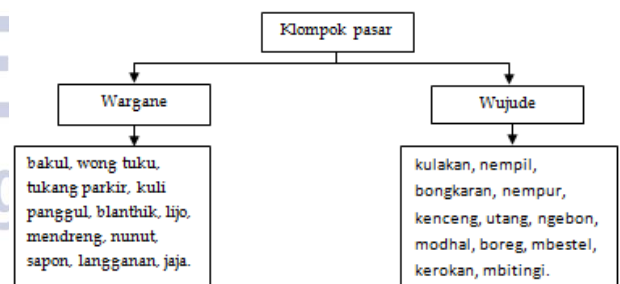 Klompok pasar
Wargane
Wujude
bakul, wong tuku,
tukang parkir, kuli
panggul, blanthik, lijo,
mendreng, nunut,
sapon, langganan, jaja.
kulakan, nempil,
bongkaran, nempur,
kenceng, utang, ngebon,
modhal, boreg, mbestel,
kerokan, mbitingi.